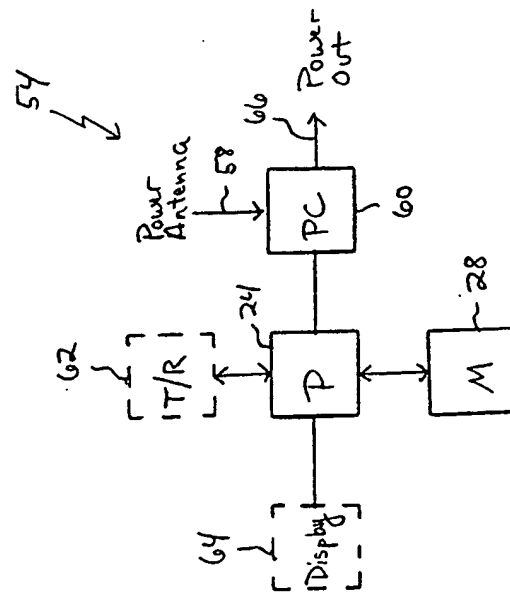 54
Power
Antenna
58
66
Power
Out
62
T/R
24
PC
60
P
64
Display
M
28